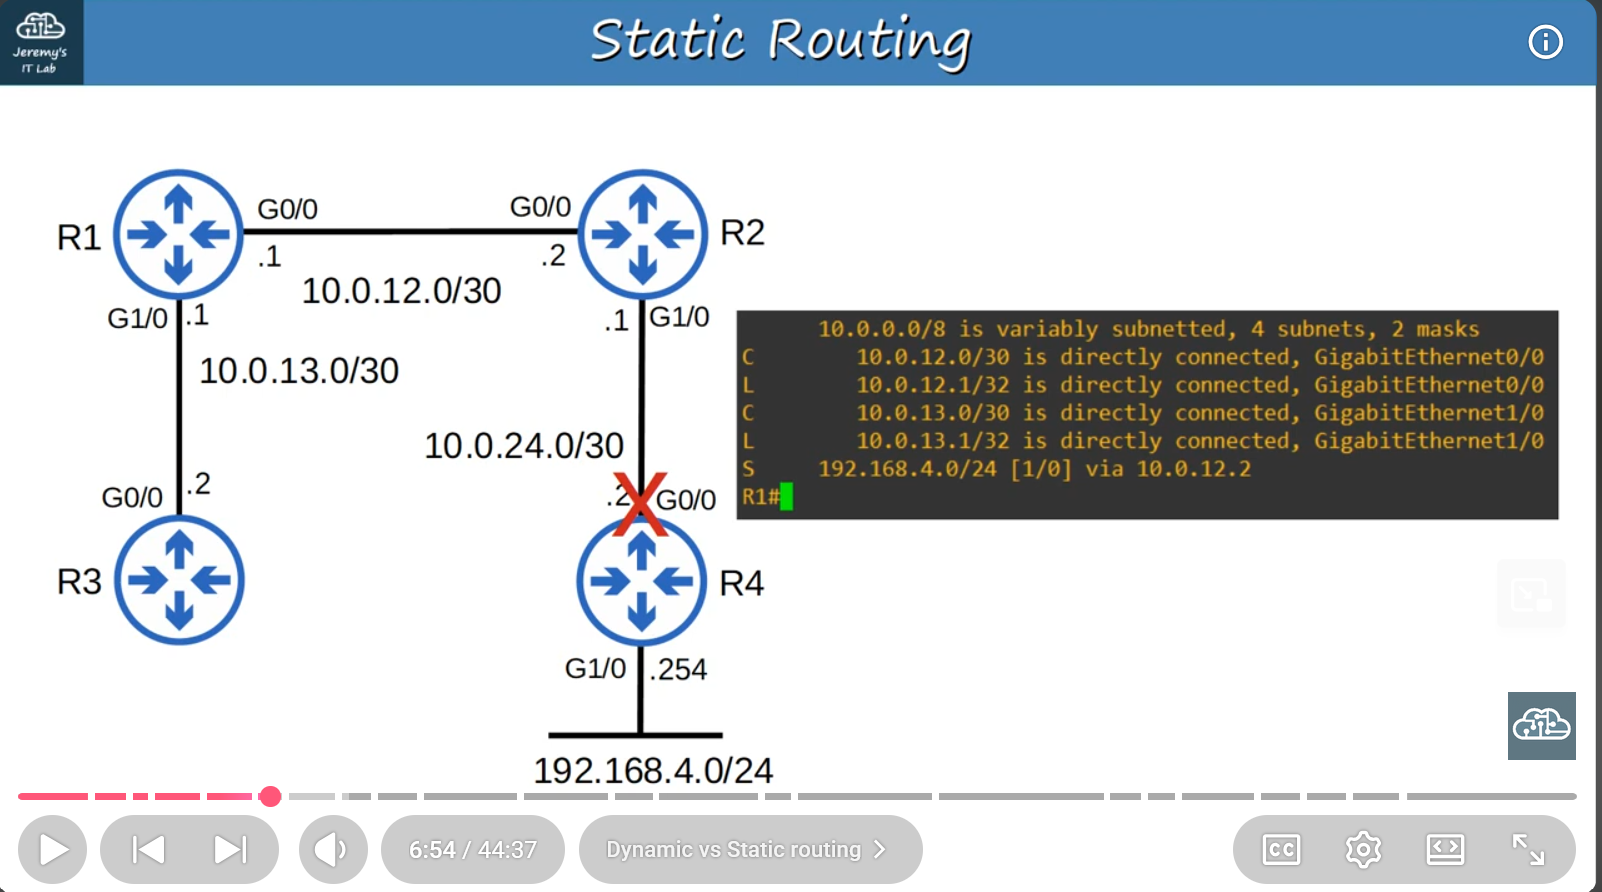 Jeremy's
IT Lab
Static Routing
R1
G0/0
G0/0
R2
.1
.2
10.0.12.0/30
G1/0
.1
.1
G1/0
10.0.13.0/30
10.0.24.0/30
G0/0
.2
.2
X
G0/0
R3
R4
G1/0
.254
192.168.4.0/24
10.0.0.0/8 is variably subnetted, 4 subnets, 2 masks
C 10.0.12.0/30 is directly connected, GigabitEthernet0/0
L 10.0.12.1/32 is directly connected, GigabitEthernet0/0
C 10.0.13.0/30 is directly connected, GigabitEthernet1/0
L 10.0.13.1/32 is directly connected, GigabitEthernet1/0
S 192.168.4.0/24 [1/0] via 10.0.12.2
R1#
6:54 / 44:37
Dynamic vs Static routing
CC